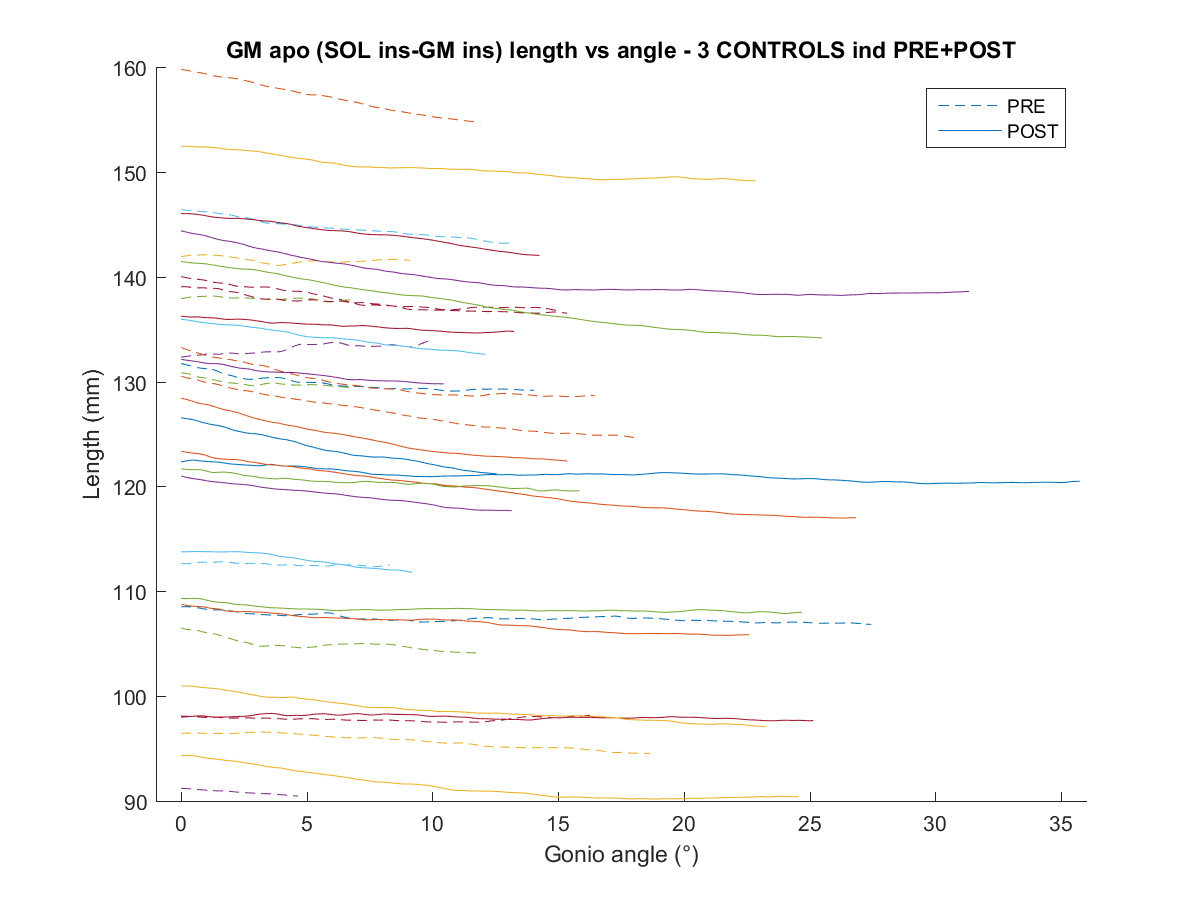 GM apo (SOL ins-GM ins) length vs angle - 3 CONTROLS ind PRE+POST
PRE
POST
160
150
140
130
120
110
100
90
Length (mm)
0 5 10 15 20 25 30 35
Gonio angle (°)